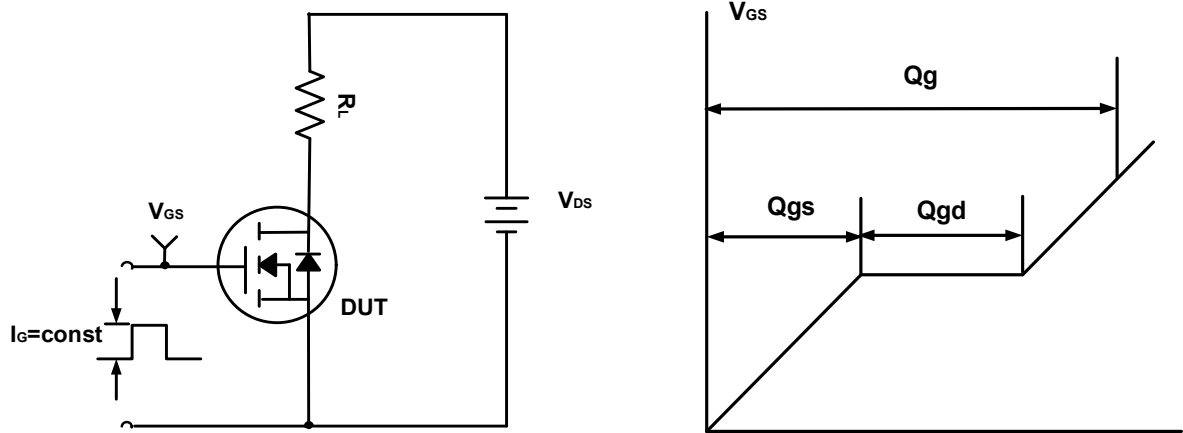 RL
VGS
VDS
DUT
IG=const
VGS
Qg
Qgs
Qgd